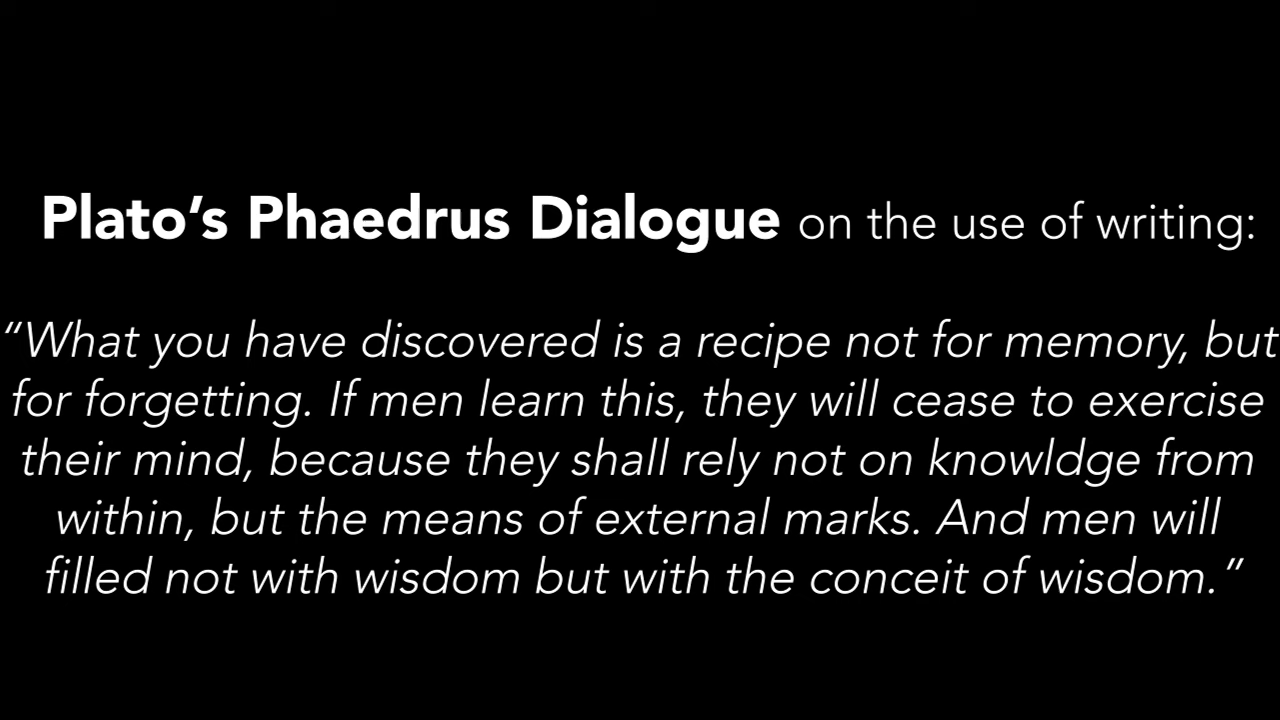 Plato’s Phaedrus Dialogue on the use of writing:
“What you have discovered is a recipe not for memory, but
for forgetting. If men learn this, they will cease to exercise
their mind, because they shall rely not on knowldge from
within, but the means of external marks. And men will
filled not with wisdom but with the conceit of wisdom.”